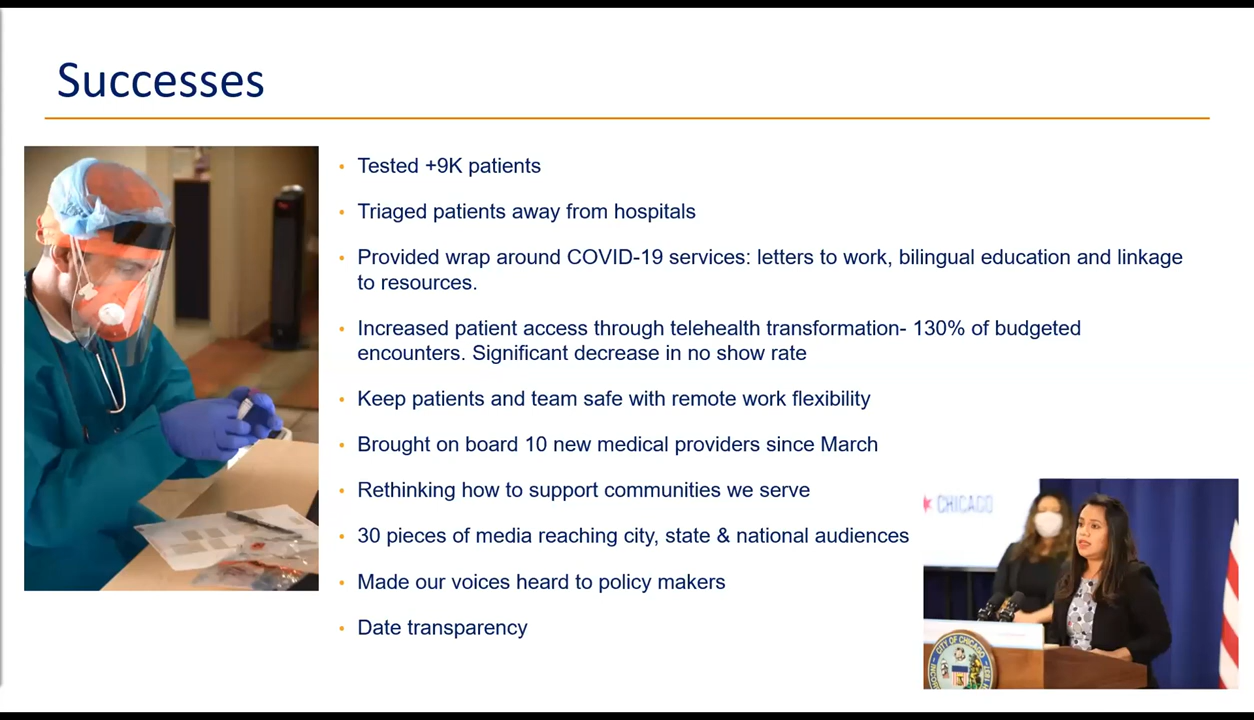 Successes
• Tested +9K patients
• Triaged patients away from hospitals
• Provided wrap around COVID-19 services: letters to work, bilingual education and linkage
to resources.
• Increased patient access through telehealth transformation- 130% of budgeted
encounters. Significant decrease in no show rate
• Keep patients and team safe with remote work flexibility
• Brought on board 10 new medical providers since March
• Rethinking how to support communities we serve
• 30 pieces of media reaching city, state & national audiences
• Made our voices heard to policy makers
• Date transparency
CHICAGO
CITY OF CHICAGO